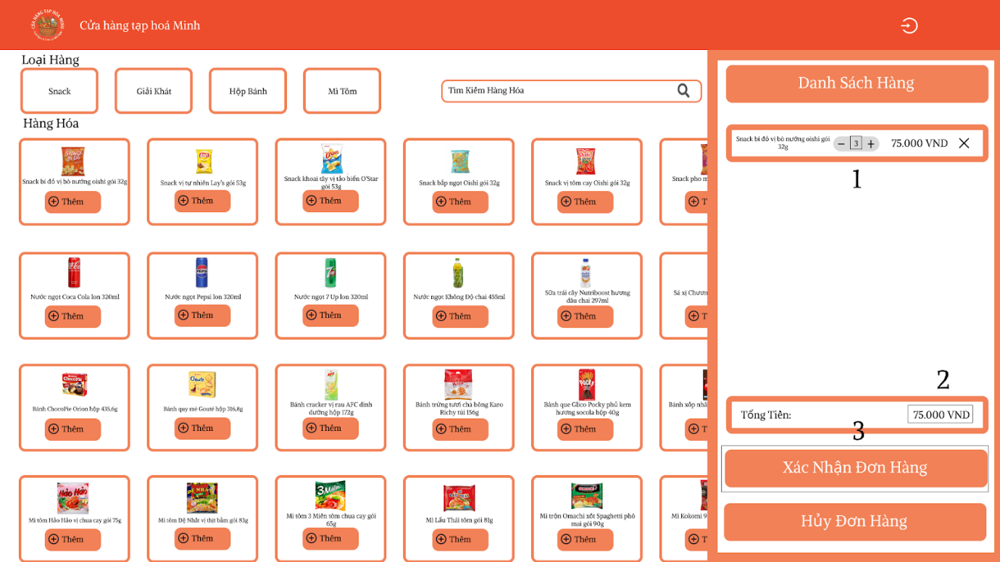 CỬA HÀNG TẠP HÓA MINH
Cửa hàng tạp hoá Minh
Loại Hàng
Snack
Giải Khát
Hộp Bánh
Mì Tôm
Tìm Kiếm Hàng Hóa
Hàng Hóa
Snack bí đỏ vị bò nướng oishi gói 32g
Thêm
Snack vị tự nhiên Lay's gói 53g
Thêm
Snack khoai tây vị tảo biển O'Star
gói 53g
Thêm
Snack bắp ngọt Oishi gói 32g
Thêm
Snack vị tôm cay Oishi gói 32g
Thêm
Snack pho m
T
Nước ngọt Coca Cola lon 320ml
Thêm
Nước ngọt Pepsi lon 320ml
Thêm
Nước ngọt 7 Up lon 320ml
Thêm
Nước ngọt Không Độ chai 455ml
Thêm
Sữa trái cây Nutriboost hương
dâu chai 297ml
Thêm
Sá xị Chươn
T
Bánh ChocoPie Orion hộp 435,6g
Thêm
Bánh quy mè Gouté hộp 316,8g
Thêm
Bánh cracker vị rau AFC dinh
dưỡng hộp 172g
Thêm
Bánh trứng tươi chà bông Karo
Richy túi 156g
Thêm
Bánh que Glico Pocky phủ kem
hương socola hộp 40g
Thêm
Bánh xốp nhâ
T
Mì tôm Hảo Hảo vị chua cay gói 75g
Thêm
Mì tôm Đệ Nhất vị thịt bằm gói 83g
Thêm
Mì tôm 3 Miền tôm chua cay gói
65g
Thêm
Mì Lẩu Thái tôm gói 81g
Thêm
Mì trộn Omachi xốt Spaghetti phô
mai gói 90g
Thêm
Mì Kokomi 9
T
Danh Sách Hàng
Snack bí đỏ vị bò nướng oishi gói
32g
3
75.000 VND
1
2
Tổng Tiền:
75.000 VND
3
Xác Nhận Đơn Hàng
Hủy Đơn Hàng